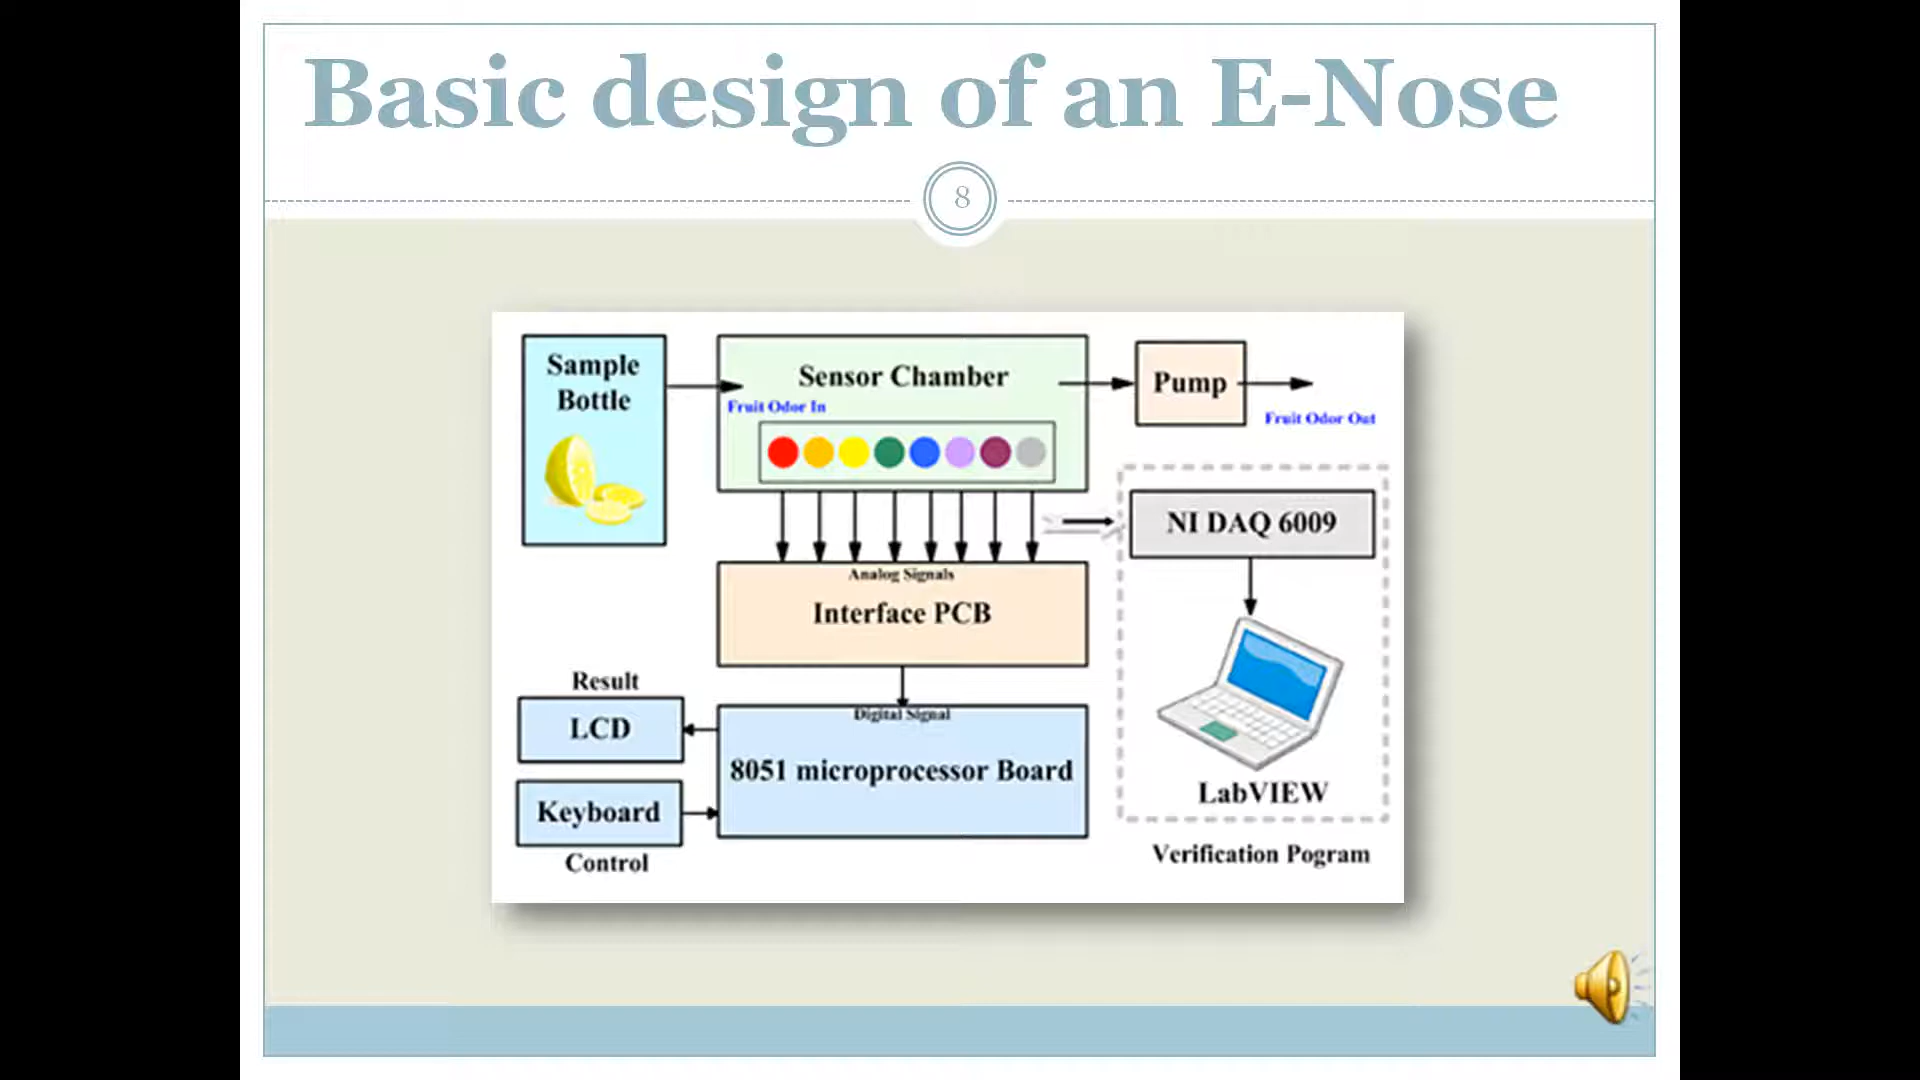 Basic design of an E-Nose
8
Sample
Bottle
Sensor Chamber
Fruit Odor In
Pump
Fruit Odor Out
NI DAQ 6009
Analog Signals
Interface PCB
Result
LCD
Digital Signal
8051 microprocessor Board
Keyboard
Control
LabVIEW
Verification Pogram